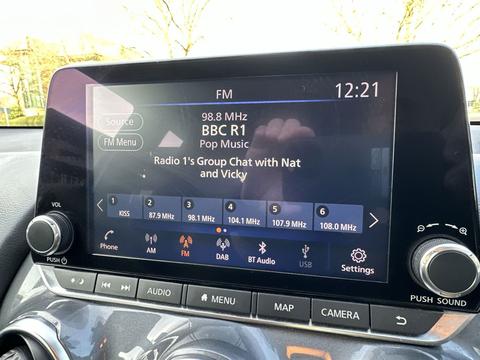 FM
12:21
Source
98.8 MHz
BBC R1
FM Menu
Pop Music
Radio 1's Group Chat with Nat
and Vicky
1 2 3 4 5 6
KISS 87.9 MHz 98.1 MHz 104.1 MHz 107.9 MHz 108.0 MHz
Phone AM FM DAB BT Audio USB Settings
VOL
PUSH
AUDIO MENU MAP CAMERA
PUSH SOUND